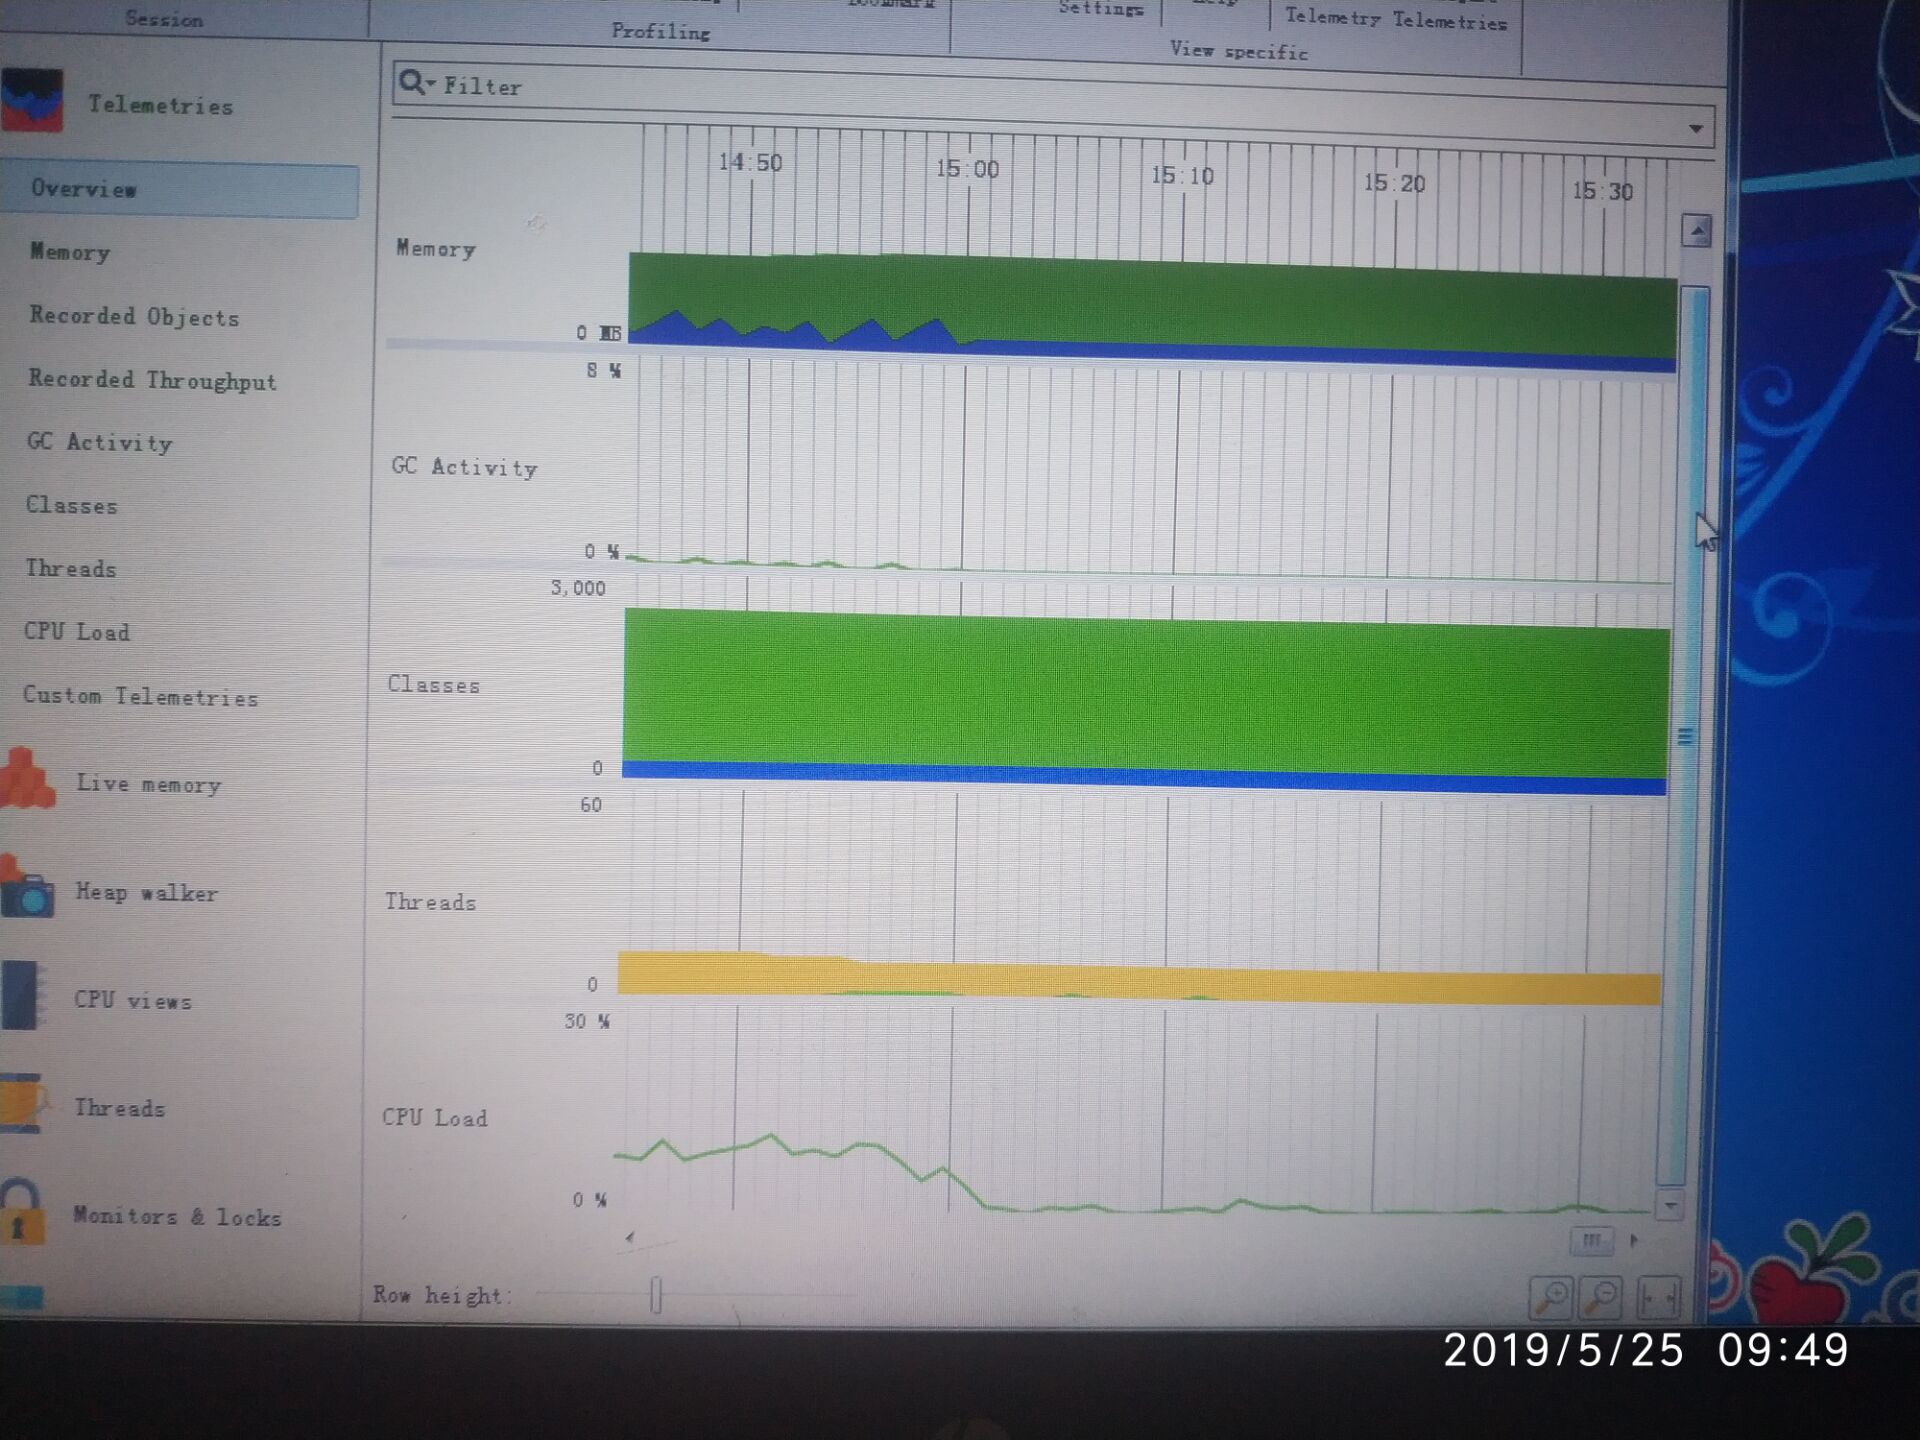 Session
Profiling
Settings
Telemetry Telemetries
View specific
Telemetries
Filter
Overview
Memory
Recorded Objects
Recorded Throughput
GC Activity
Classes
Threads
CPU Load
Custom Telemetries
Live memory
Heap walker
CPU views
Threads
Monitors & locks
14:50 15:00 15:10 15:20 15:30
Memory
0 MB
8 %
GC Activity
0 %
3,000
Classes
0
60
Threads
0
30 %
CPU Load
0 %
Row height:
2019/5/25 09:49